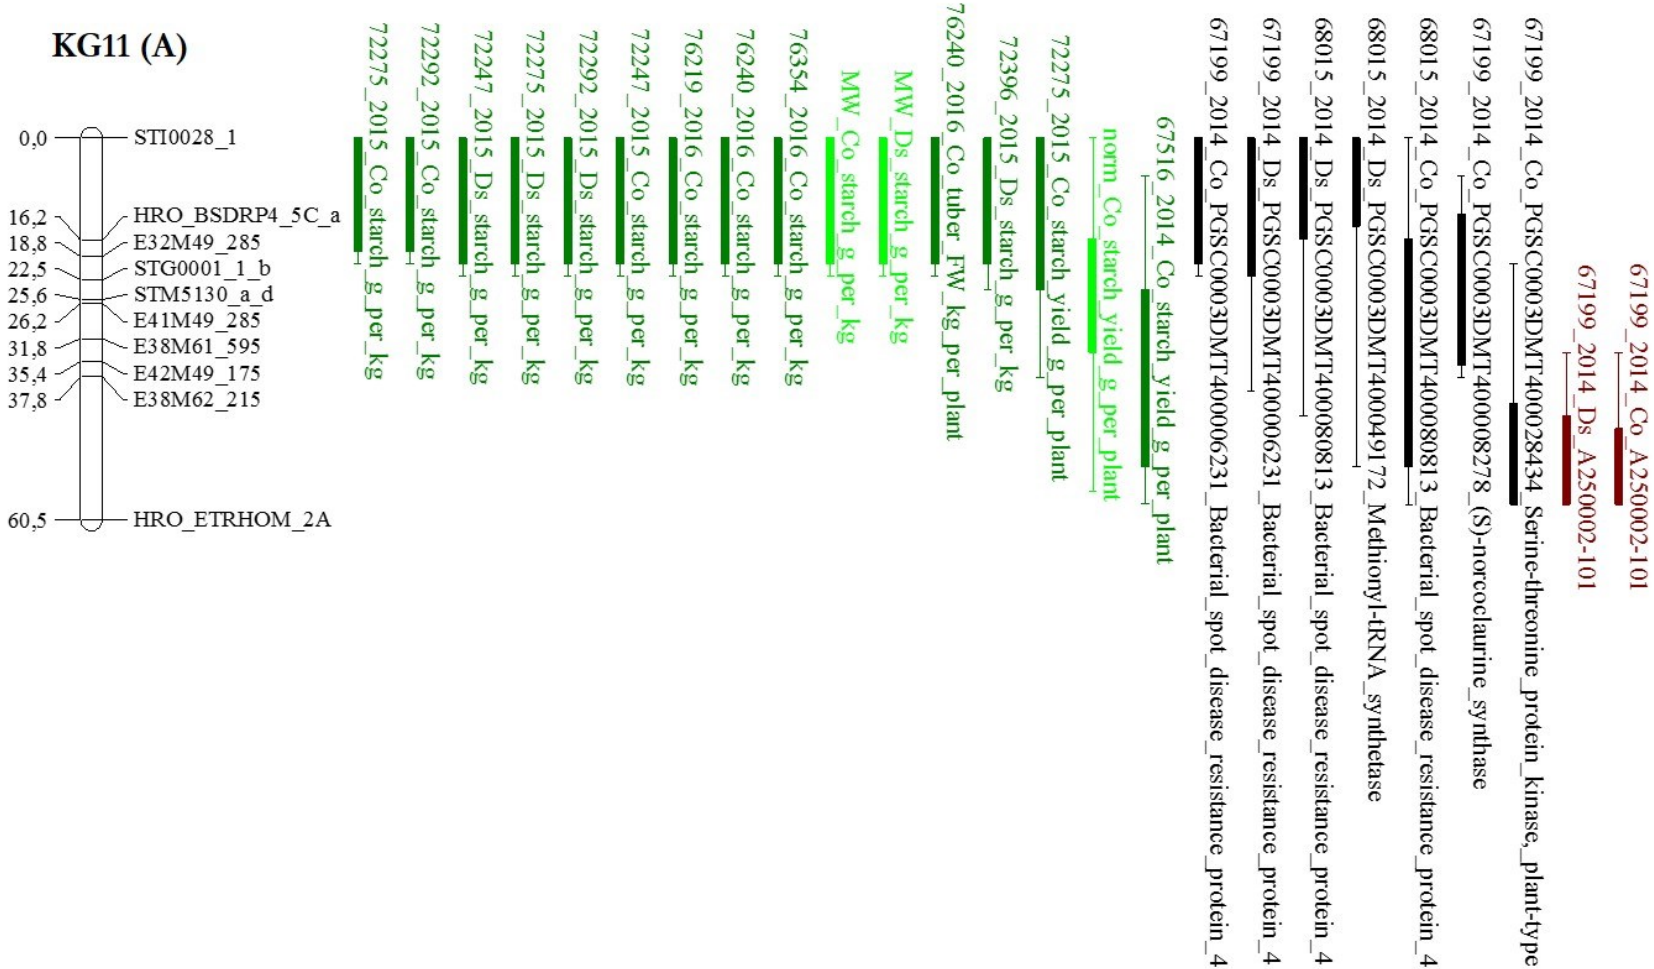 KG11 (A)
0,0
STI0028_1
16,2
HRO_BSDRP4_5C_a
18,8
E32M49_285
22,5
STG0001_1_b
25,6
STM5130_a_d
26,2
E41M49_285
31,8
E38M61_595
35,4
E42M49_175
37,8
E38M62_215
60,5
HRO_ETRHOM_2A
72275_2015_Co_starch_g_per_kg
72292_2015_Co_starch_g_per_kg
72247_2015_Ds_starch_g_per_kg
72275_2015_Ds_starch_g_per_kg
72292_2015_Ds_starch_g_per_kg
72247_2015_Co_starch_g_per_kg
76219_2016_Co_starch_g_per_kg
76240_2016_Co_starch_g_per_kg
76354_2016_Co_starch_g_per_kg
MW_Co_starch_g_per_kg
MW_Ds_starch_g_per_kg
76240_2016_Co_tuber_FW_kg_per_plant
72396_2015_Ds_starch_g_per_kg
72275_2015_Co_starch_yield_g_per_plant
norm_Co_starch_yield_g_per_plant
67516_2014_Co_starch_yield_g_per_plant
67199_2014_Co_PGSC0003DMT400006231_Bacterial_spot_disease_resistance_protein_4
67199_2014_Ds_PGSC0003DMT400006231_Bacterial_spot_disease_resistance_protein_4
68015_2014_Ds_PGSC0003DMT400080813_Bacterial_spot_disease_resistance_protein_4
68015_2014_Ds_PGSC0003DMT400049172_Methionyl-tRNA_synthetase
68015_2014_Co_PGSC0003DMT400080813_Bacterial_spot_disease_resistance_protein_4
67199_2014_Co_PGSC0003DMT400008278_(S)-norcoclaurine_synthase
67199_2014_Co_PGSC0003DMT400028434_Serine-threonine_protein_kinase,_plant-type
67199_2014_Ds_A250002-101
67199_2014_Co_A250002-101